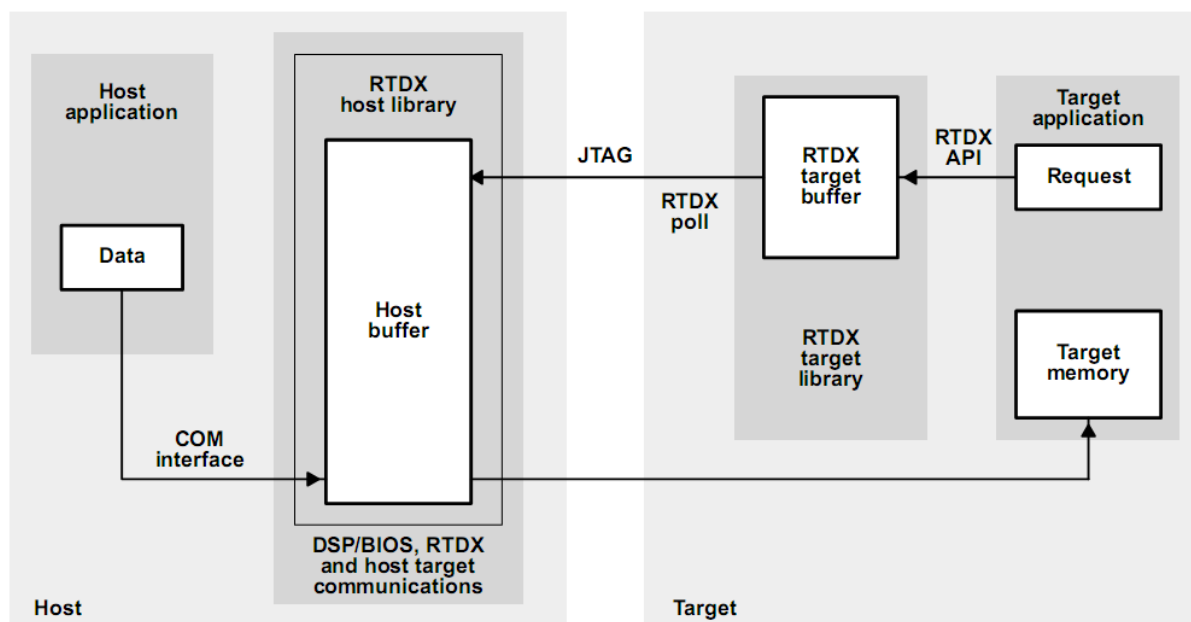 Host
application
Data
COM
interface
RTDX
host library
Host
buffer
DSP/BIOS, RTDX
and host target
communications
Host
JTAG
RTDX
poll
RTDX
target
buffer
RTDX
target
library
RTDX
API
Target
application
Request
Target
memory
Target